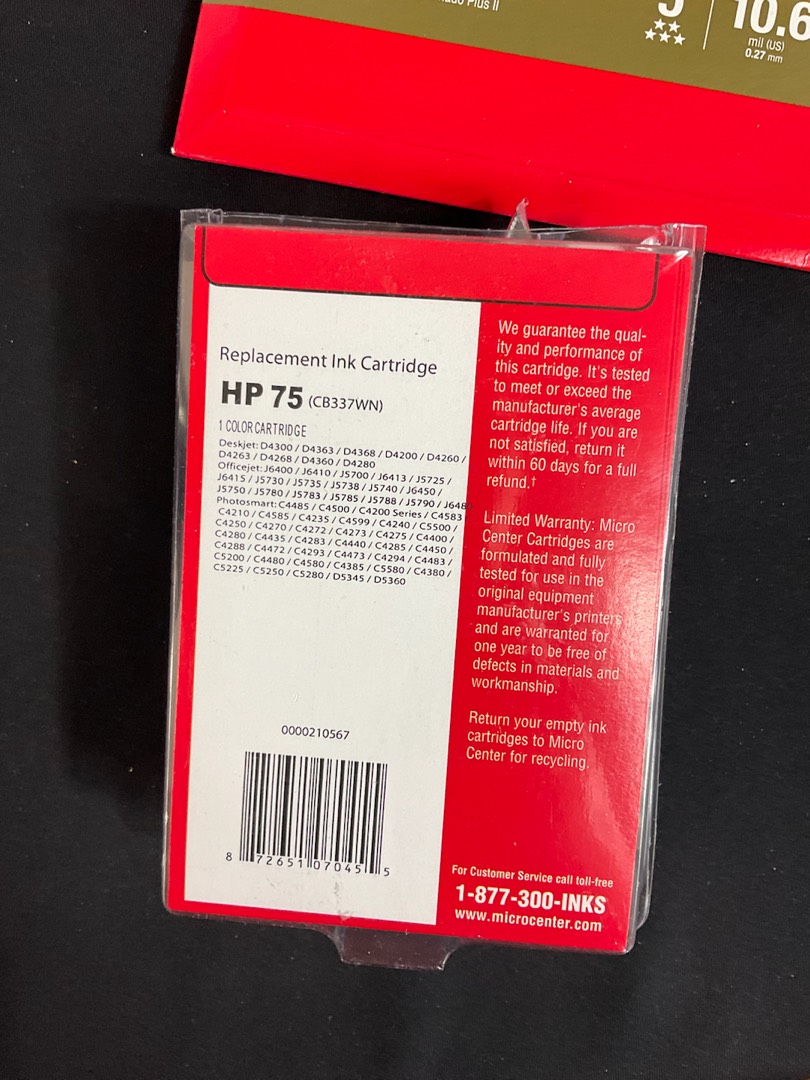 Plus II
5
10.6
mil (US)
0.27 mm
Replacement Ink Cartridge
HP 75 (CB337WN)
1 COLOR CARTRIDGE
Deskjet: D4300 / D4363 / D4368 / D4200 / D4260 /
D4263 / D4268 / D4360 / D4280
Officejet: J6400 / J6410 / J5700 / J6413 / J5725 /
J6415 / J5730 / J5735 / J5738 / J5740 / J6450 /
J5750 / J5780 / J5783 / J5785 / J5788 / J5790 / J648
Photosmart: C4485 / C4500 / C4200 Series / C4583
C4210 / C4585 / C4235 / C4599 / C4240 / C5500 /
C4250 / C4270 / C4272 / C4273 / C4275 / C4400 /
C4280 / C4435 / C4283 / C4440 / C4285 / C4450 /
C4288 / C4472 / C4293 / C4473 / C4294 / C4483 /
C5200 / C4480 / C4580 / C4385 / C5580 / C4380 /
C5225 / C5250 / C5280 / D5345 / D5360
0000210567
8 72651 07045 5
We guarantee the qual-
ity and performance of
this cartridge. It's tested
to meet or exceed the
manufacturer's average
cartridge life. If you are
not satisfied, return it
within 60 days for a full
refund.†
Limited Warranty: Micro
Center Cartridges are
formulated and fully
tested for use in the
original equipment
manufacturer's printers
and are warranted for
one year to be free of
defects in materials and
workmanship.
Return your empty ink
cartridges to Micro
Center for recycling.
For Customer Service call toll-free
1-877-300-INKS
www.microcenter.com